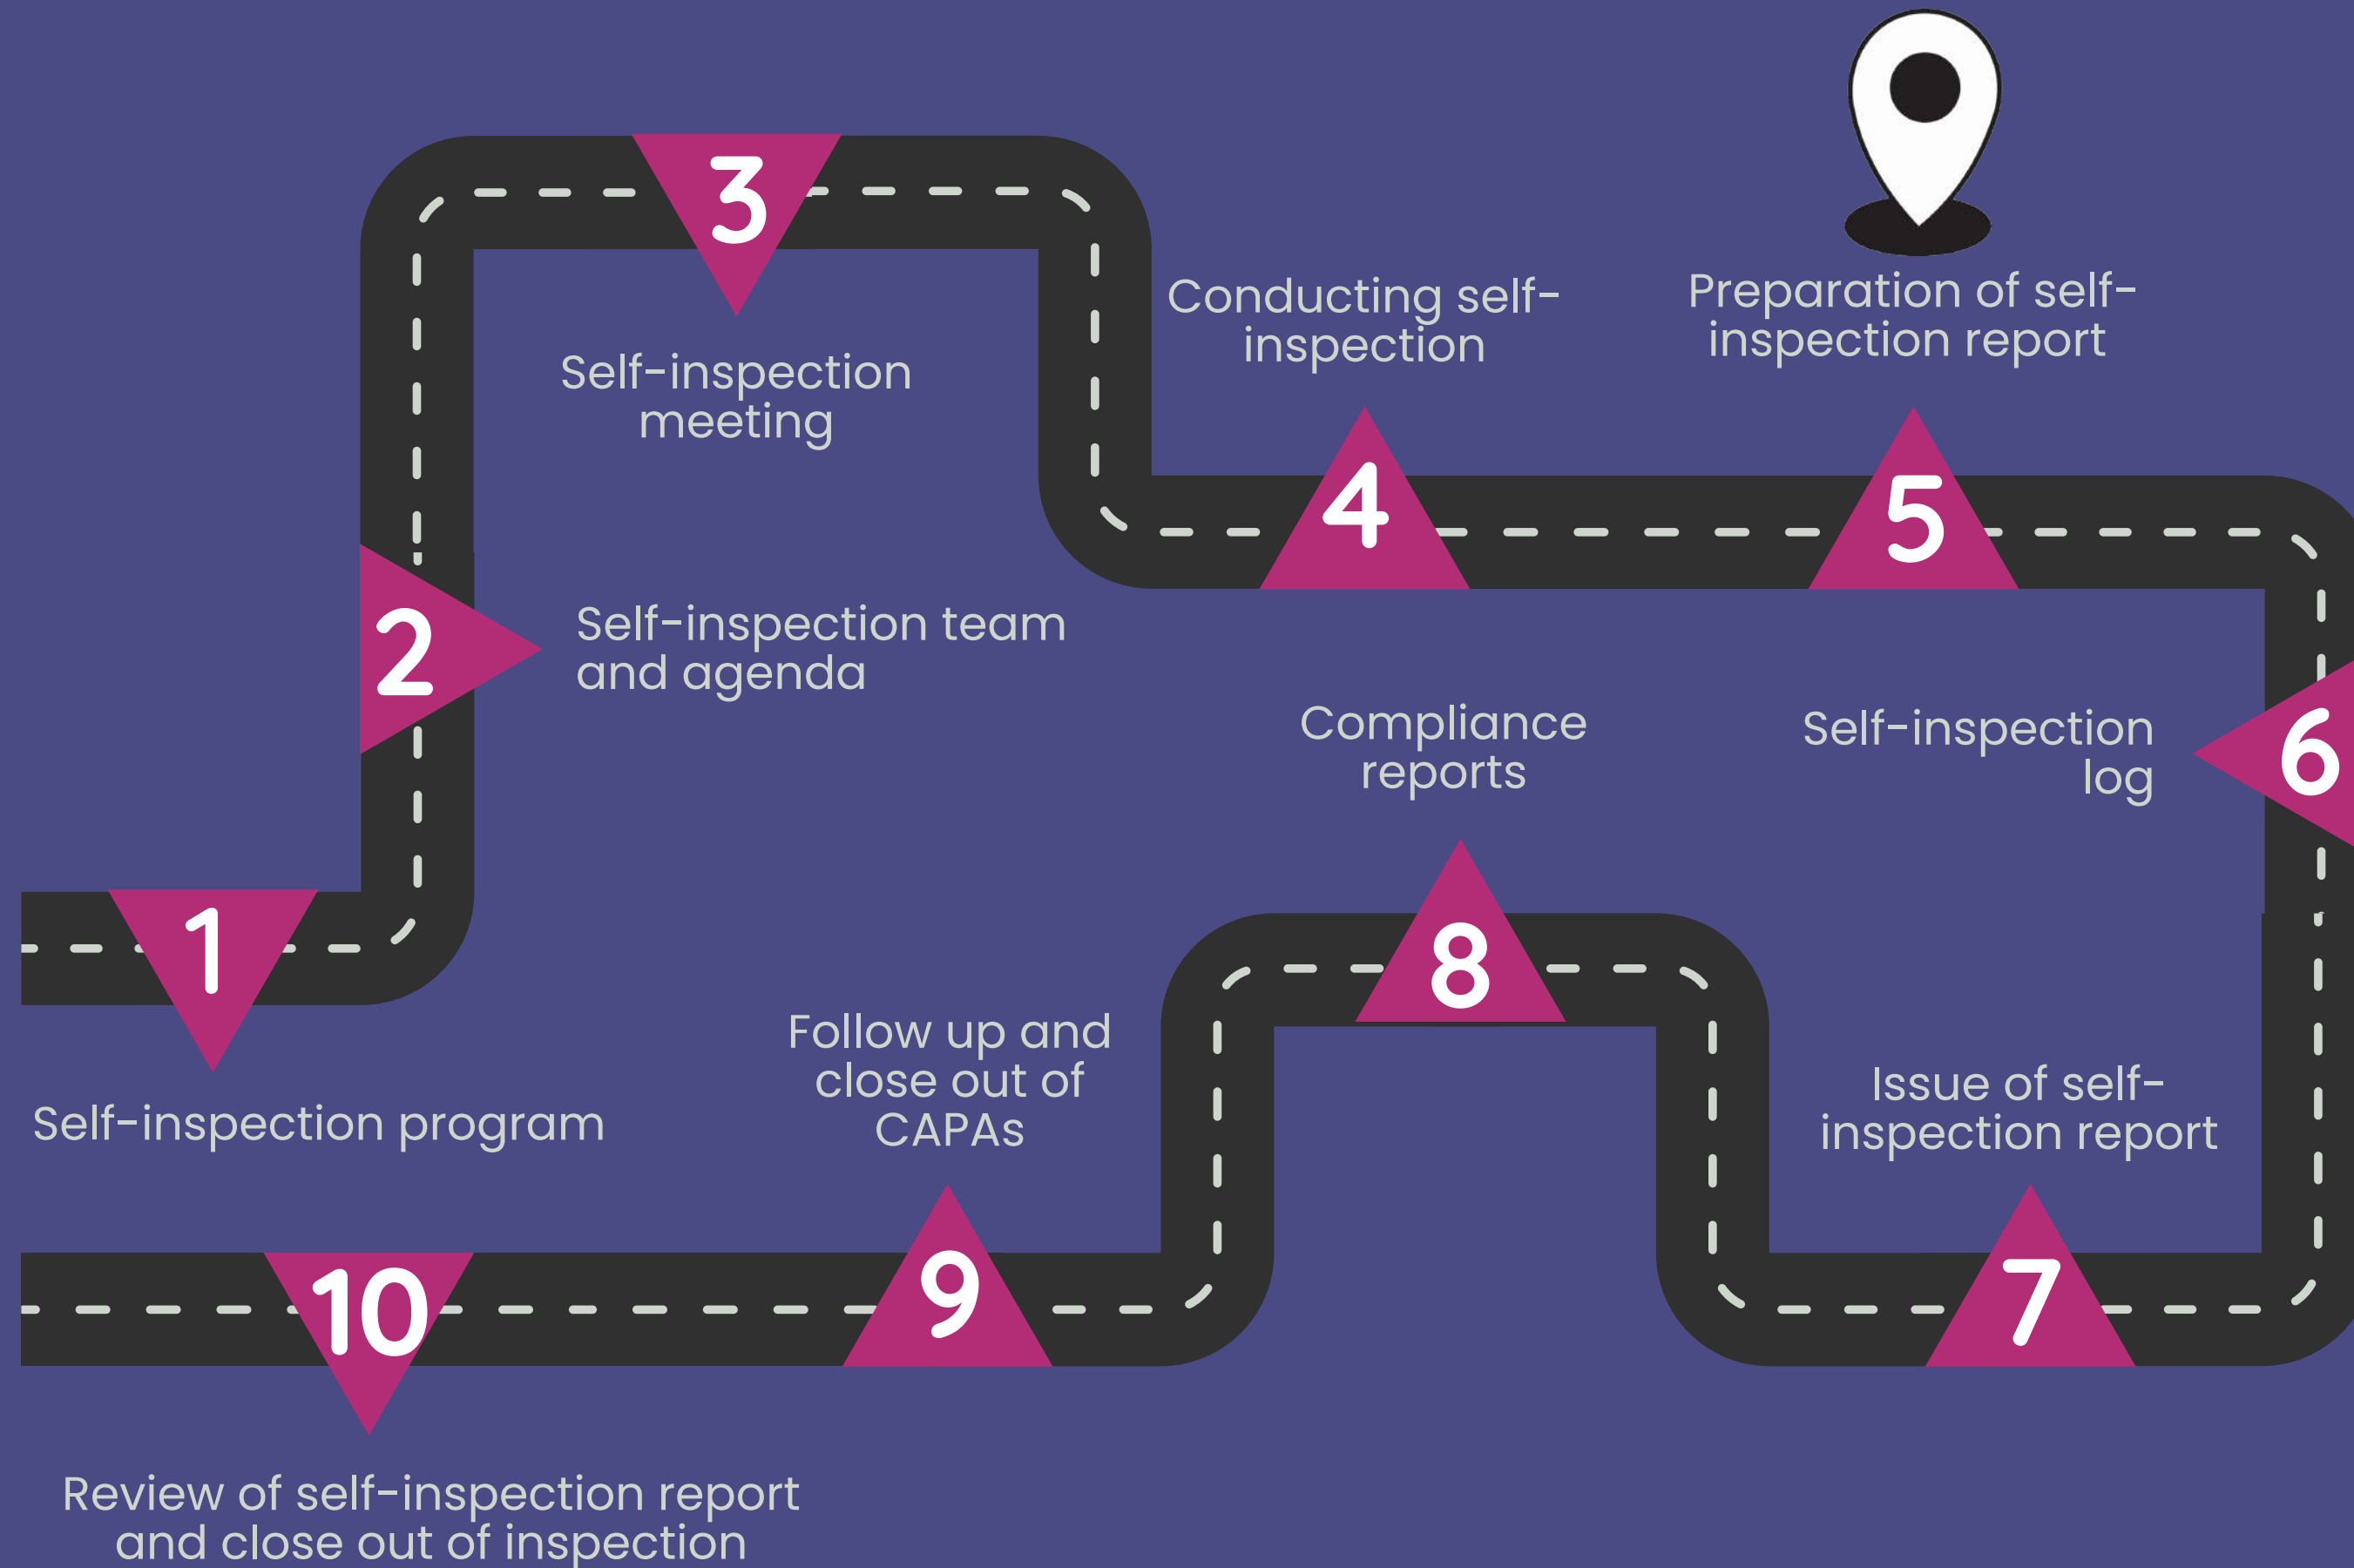 1
Self-inspection program
2
Self-inspection team
and agenda
3
Self-inspection
meeting
4
Conducting self-
inspection
5
Preparation of self-
inspection report
6
Self-inspection
log
7
Issue of self-
inspection report
8
Compliance
reports
9
Follow up and
close out of
CAPAs
10
Review of self-inspection report
and close out of inspection